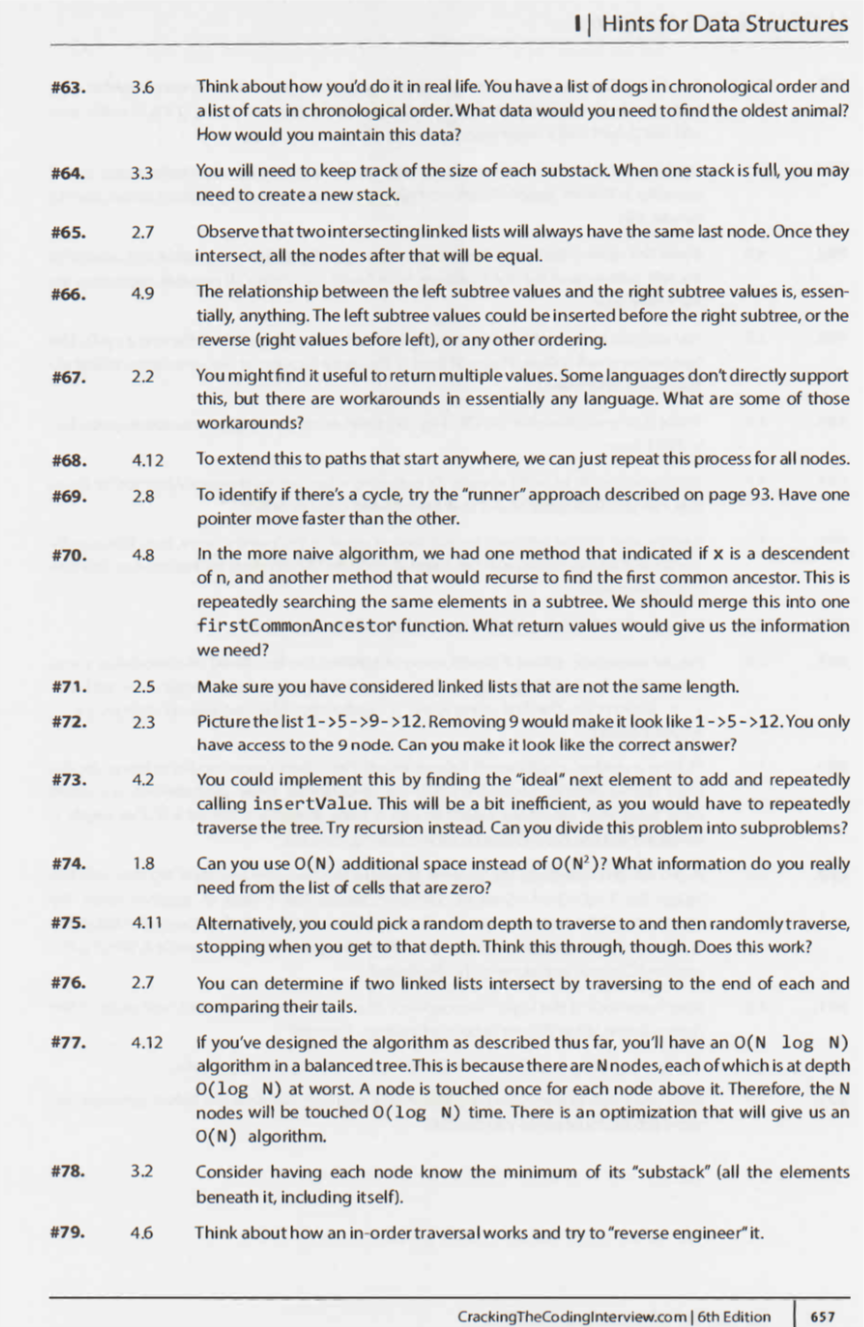 I | Hints for Data Structures
#63. 3.6 Think about how you'd do it in real life. You have a list of dogs in chronological order and
a list of cats in chronological order. What data would you need to find the oldest animal?
How would you maintain this data?
#64. 3.3 You will need to keep track of the size of each substack. When one stack is full, you may
need to create a new stack.
#65. 2.7 Observe that two intersecting linked lists will always have the same last node. Once they
intersect, all the nodes after that will be equal.
#66. 4.9 The relationship between the left subtree values and the right subtree values is, essen-
tially, anything. The left subtree values could be inserted before the right subtree, or the
reverse (right values before left), or any other ordering.
#67. 2.2 You might find it useful to return multiple values. Some languages don't directly support
this, but there are workarounds in essentially any language. What are some of those
workarounds?
#68. 4.12 To extend this to paths that start anywhere, we can just repeat this process for all nodes.
#69. 2.8 To identify if there's a cycle, try the "runner" approach described on page 93. Have one
pointer move faster than the other.
#70. 4.8 In the more naive algorithm, we had one method that indicated if x is a descendent
of n, and another method that would recurse to find the first common ancestor. This is
repeatedly searching the same elements in a subtree. We should merge this into one
firstCommonAncestor function. What return values would give us the information
we need?
#71. 2.5 Make sure you have considered linked lists that are not the same length.
#72. 2.3 Picture the list 1->5->9->12. Removing 9 would make it look like 1->5->12. You only
have access to the 9 node. Can you make it look like the correct answer?
#73. 4.2 You could implement this by finding the "ideal" next element to add and repeatedly
calling insertValue. This will be a bit inefficient, as you would have to repeatedly
traverse the tree. Try recursion instead. Can you divide this problem into subproblems?
#74. 1.8 Can you use O(N) additional space instead of O(N²)? What information do you really
need from the list of cells that are zero?
#75. 4.11 Alternatively, you could pick a random depth to traverse to and then randomly traverse,
stopping when you get to that depth. Think this through, though. Does this work?
#76. 2.7 You can determine if two linked lists intersect by traversing to the end of each and
comparing their tails.
#77. 4.12 If you've designed the algorithm as described thus far, you'll have an O(N log N)
algorithm in a balanced tree. This is because there are N nodes, each of which is at depth
O(log N) at worst. A node is touched once for each node above it. Therefore, the N
nodes will be touched O(log N) time. There is an optimization that will give us an
O(N) algorithm.
#78. 3.2 Consider having each node know the minimum of its "substack" (all the elements
beneath it, including itself).
#79. 4.6 Think about how an in-order traversal works and try to "reverse engineer" it.
CrackingTheCodingInterview.com | 6th Edition | 657